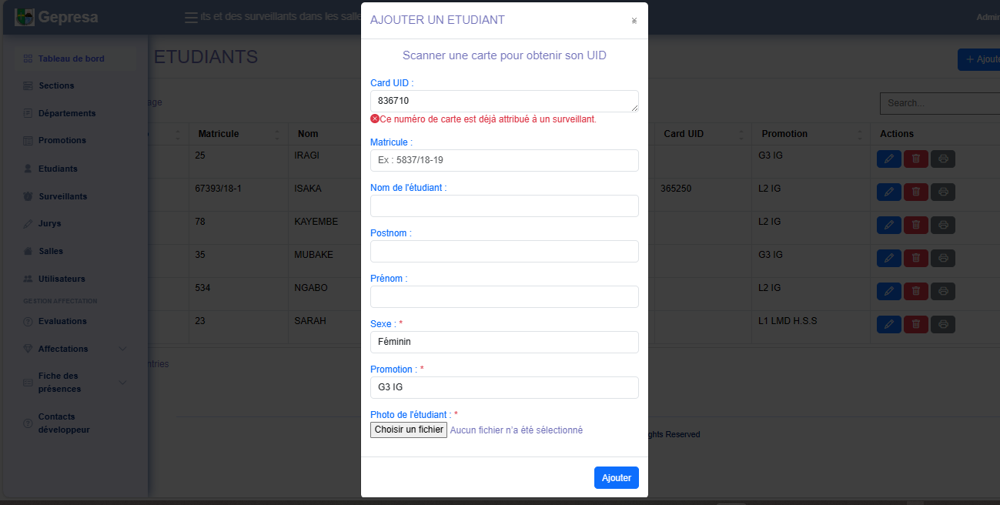 Gepresa
its et des surveillants dans les salle
Admin
Tableau de bord
Sections
Départements
Promotions
Etudiants
Surveillants
Jurys
Salles
Utilisateurs
GESTION AFFECTATION
Evaluations
Affectations
Fiche des
présences
Contacts
développeur
ETUDIANTS
+ Ajoute
age
Search...
Matricule Nom Card UID Promotion Actions
25 IRAGI G3 IG
67393/18-1 ISAKA 365250 L2 IG
78 KAYEMBE L2 IG
35 MUBAKE G3 IG
534 NGABO L2 IG
23 SARAH L1 LMD H.S.S
ntries
ghts Reserved
AJOUTER UN ETUDIANT
Scanner une carte pour obtenir son UID
Card UID :
836710
Ce numéro de carte est déjà attribué à un surveillant.
Matricule :
Ex : 5837/18-19
Nom de l'étudiant :
Postnom :
Prénom :
Sexe : *
Féminin
Promotion : *
G3 IG
Photo de l'étudiant : *
Choisir un fichier Aucun fichier n'a été sélectionné
Ajouter